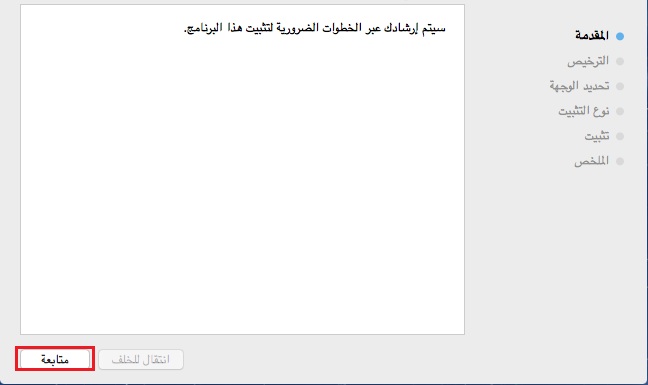 سيتم إرشادك عبر الخطوات الضرورية لتثبيت هذا البرنامج.
المقدمة
الترخيص
تحديد الوجهة
نوع التثبيت
تثبيت
الملخص
انتقال للخلف
متابعة